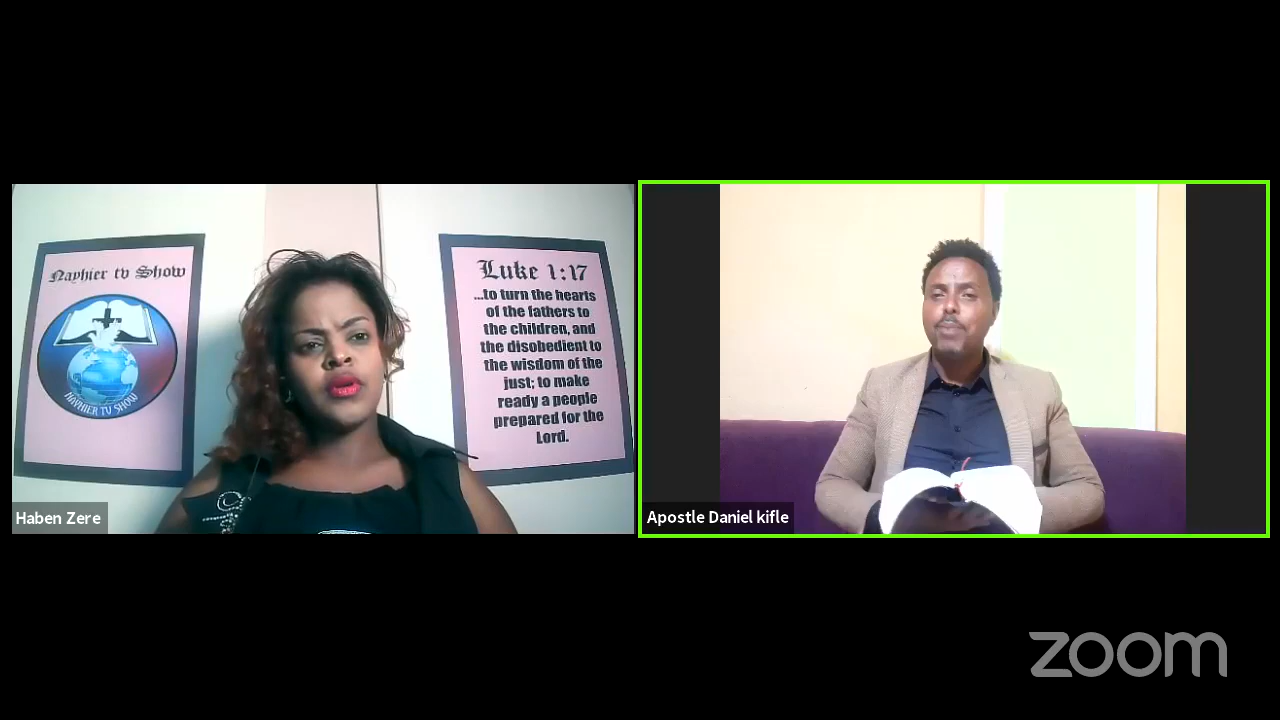 Nayhier tv Show
NAYHIER TV SHOW
Haben Zere
Luke 1:17
...to turn the hearts
of the fathers to
the children, and
the disobedient to
the wisdom of the
just; to make
ready a people
prepared for the
Lord.
Apostle Daniel kifle
zoom